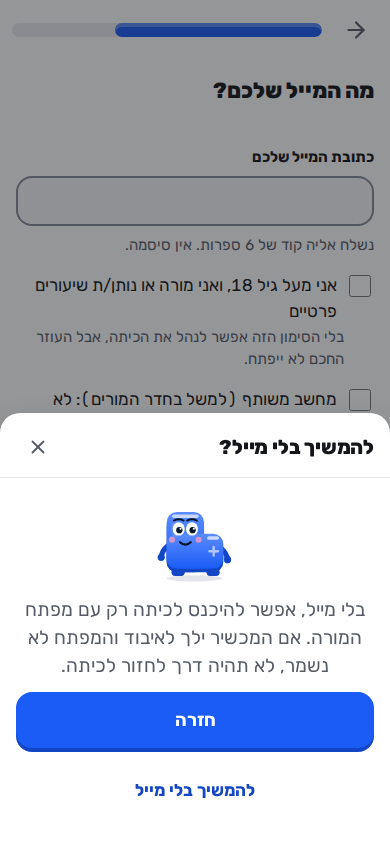 מה המייל שלכם?
כתובת המייל שלכם
נשלח אליה קוד של 6 ספרות. אין סיסמה.
אני מעל גיל 18, ואני מורה או נותן/ת שיעורים
פרטיים
בלי הסימון הזה אפשר לנהל את הכיתה, אבל העוזר
החכם לא ייפתח.
מחשב משותף (למשל בחדר המורים): לא
להמשיך בלי מייל?
בלי מייל, אפשר להיכנס לכיתה רק עם מפתח
המורה. אם המכשיר ילך לאיבוד והמפתח לא
נשמר, לא תהיה דרך לחזור לכיתה.
חזרה
להמשיך בלי מייל